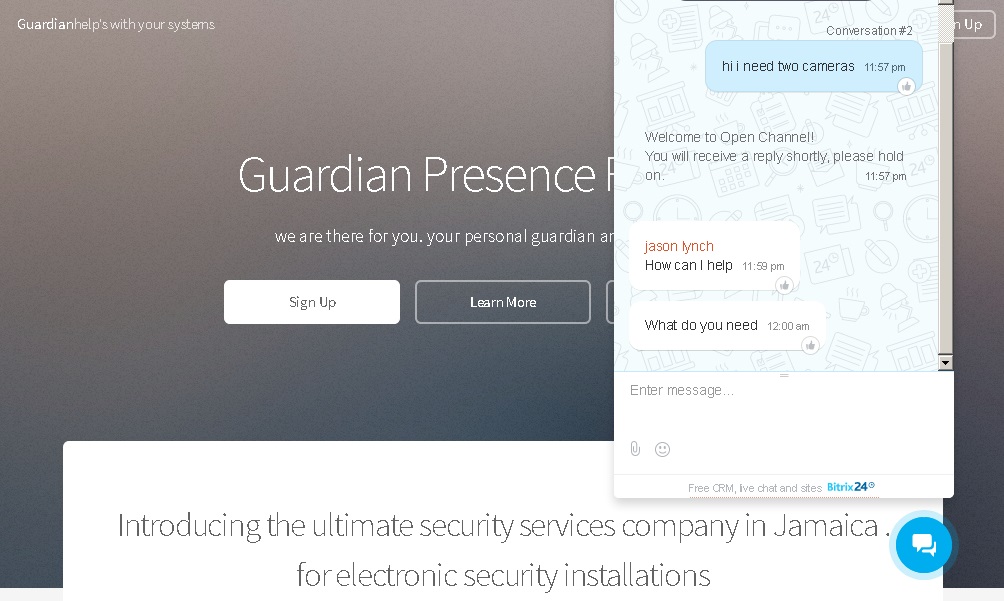 Guardianhelp's with your systems
n Up
Guardian Presence
we are there for you. your personal guardian
Sign Up
Learn More
Conversation #2
hi i need two cameras 11:57 pm
Welcome to Open Channel!
You will receive a reply shortly, please hold
on. 11:57 pm
jason lynch
How can I help 11:59 pm
What do you need 12:00 am
Enter message...
Free CRM, live chat and sites Bitrix24
Introducing the ultimate security services company in Jamaica .
for electronic security installations